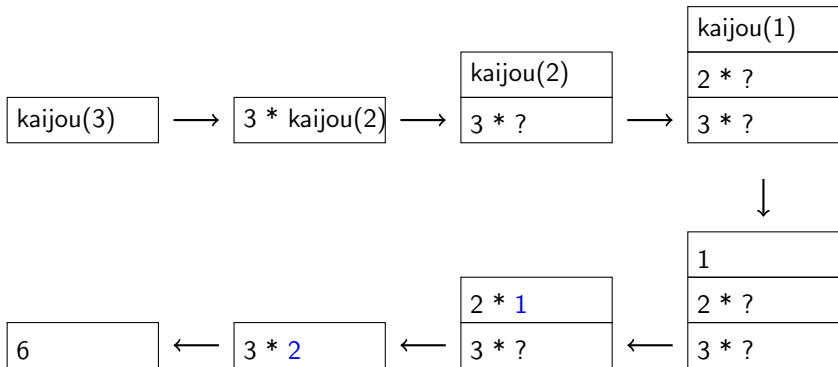 kaijou(3)
3 * kaijou(2)
kaijou(2)
3 * ?
kaijou(1)
2 * ?
3 * ?
1
2 * ?
3 * ?
2 * 1
3 * ?
3 * 2
6